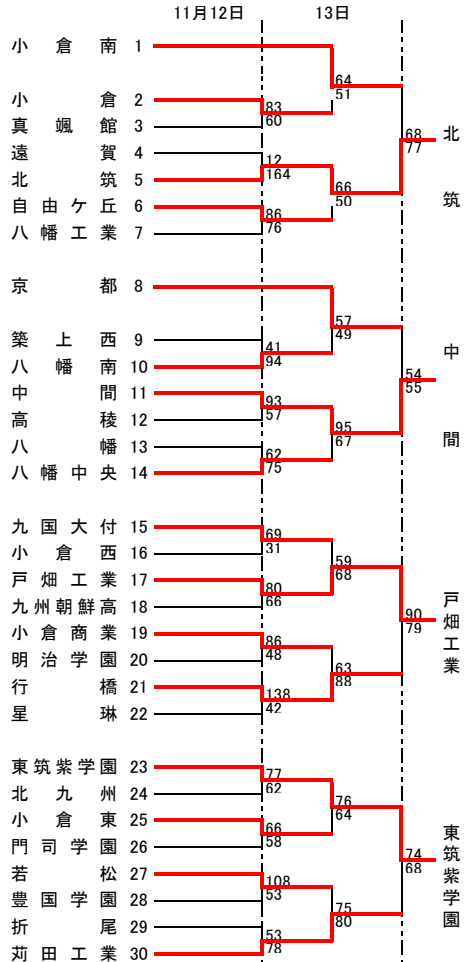 11月12日 13日
小倉南 1
64
51
小倉 2
83
60
真颯館 3
68
77
北筑
遠賀 4
12
164
北筑 5
66
50
自由ケ丘 6
86
76
八幡工業 7
京都 8
57
49
築上西 9
41
94
八幡南 10
54
55
中間
中間 11
93
57
高稜 12
95
67
八幡 13
62
75
八幡中央 14
九国大付 15
69
31
小倉西 16
59
68
戸畑工業 17
80
66
九州朝鮮高 18
90
79
戸畑工業
小倉商業 19
86
48
明治学園 20
63
88
行橋 21
138
42
星琳 22
東筑紫学園 23
77
62
北九州 24
76
64
小倉東 25
66
58
門司学園 26
74
68
東筑紫学園
若松 27
108
53
豊国学園 28
75
80
折尾 29
53
78
苅田工業 30